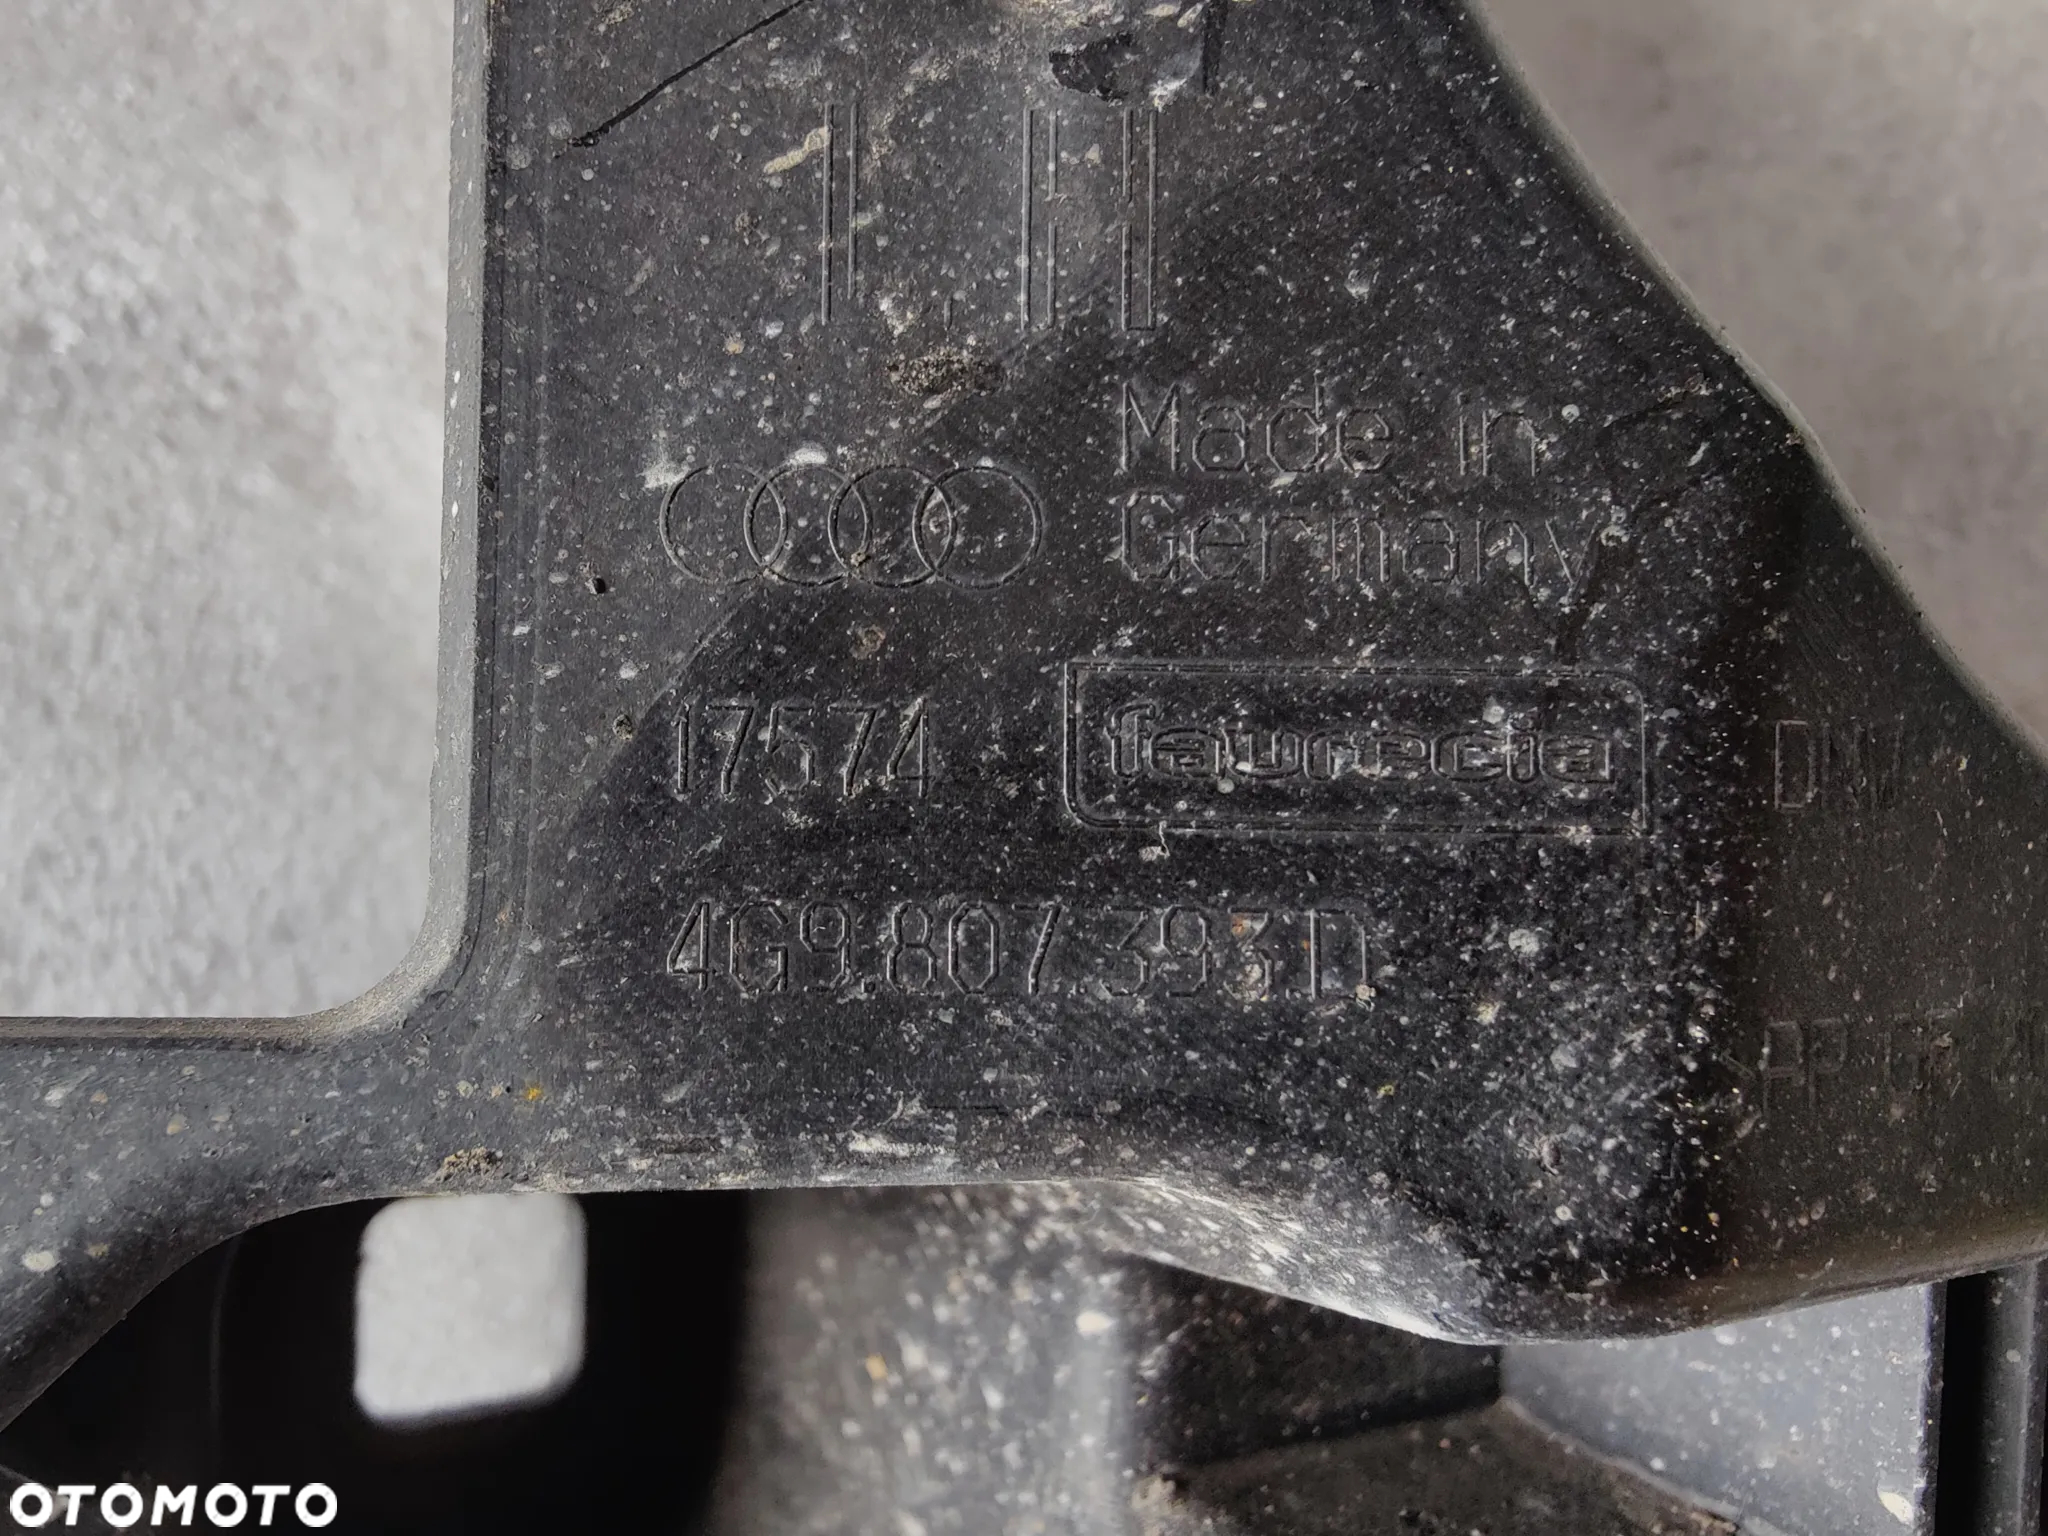 LH
Made in
Germany
17574
faurecia
4G9.807.393.D
OTOMOTO